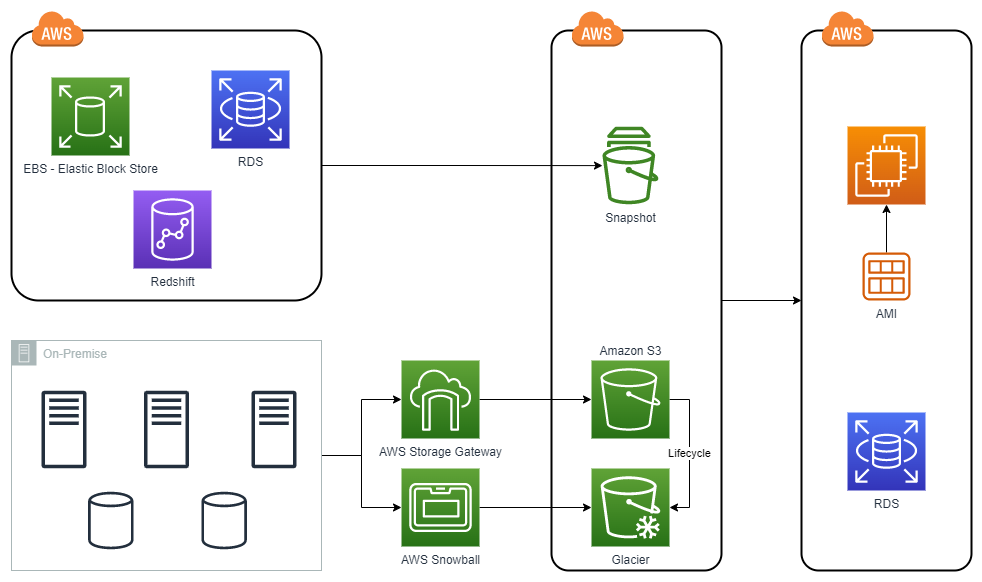 AWS
AWS
AWS
EBS - Elastic Block Store
RDS
Redshift
Snapshot
AMI
On-Premise
Amazon S3
AWS Storage Gateway
Lifecycle
AWS Snowball
Glacier
RDS